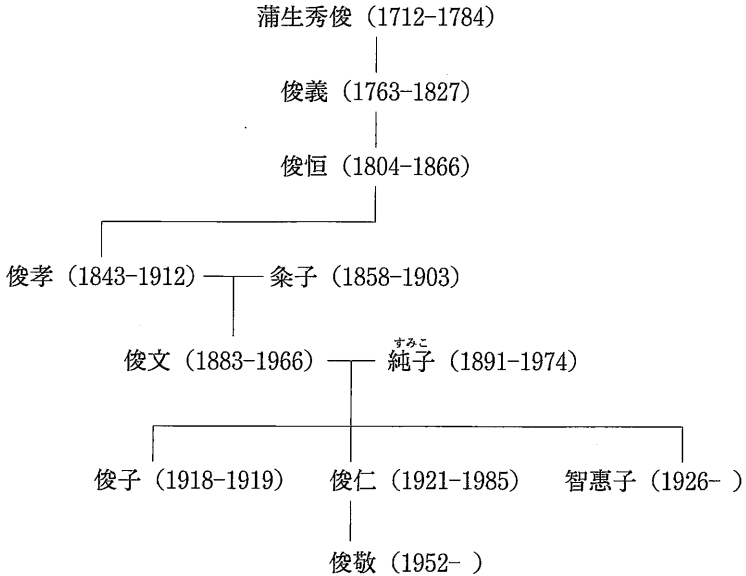 蒲生秀俊 (1712-1784)
俊義 (1763-1827)
俊恒 (1804-1866)
俊孝 (1843-1912) 粂子 (1858-1903)
すみこ
俊文 (1883-1966) 純子 (1891-1974)
俊子 (1918-1919) 俊仁 (1921-1985) 智惠子 (1926- )
俊敬 (1952- )